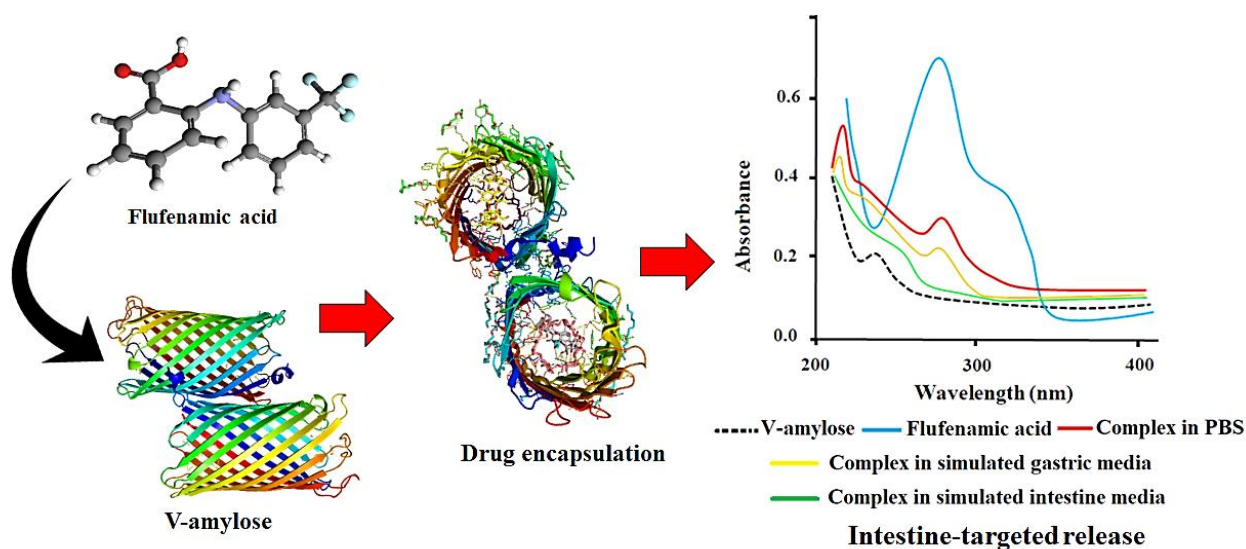 Flufenamic acid
V-amylose
Drug encapsulation
Absorbance
0.6
0.4
0.2
0.0
200
300
400
Wavelength (nm)
V-amylose
Flufenamic acid
Complex in PBS
Complex in simulated gastric media
Complex in simulated intestine media
Intestine-targeted release